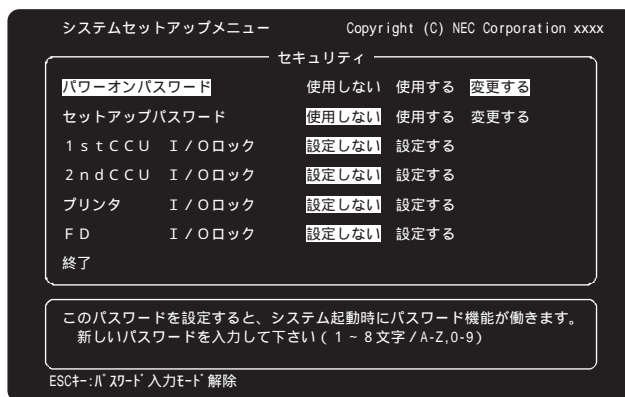 システムセットアップメニュー Copyright (C) NEC Corporation xxxx
セキュリティ
パワーオンパスワード 使用しない 使用する 変更する
セットアップパスワード 使用しない 使用する 変更する
1stCCU I/Oロック 設定しない 設定する
2ndCCU I/Oロック 設定しない 設定する
プリンタ I/Oロック 設定しない 設定する
FD I/Oロック 設定しない 設定する
終了
このパスワードを設定すると、システム起動時にパスワード機能が働きます。
新しいパスワードを入力して下さい(1~8文字/A-Z,0-9)
ESCキー:パスワード入力モード解除